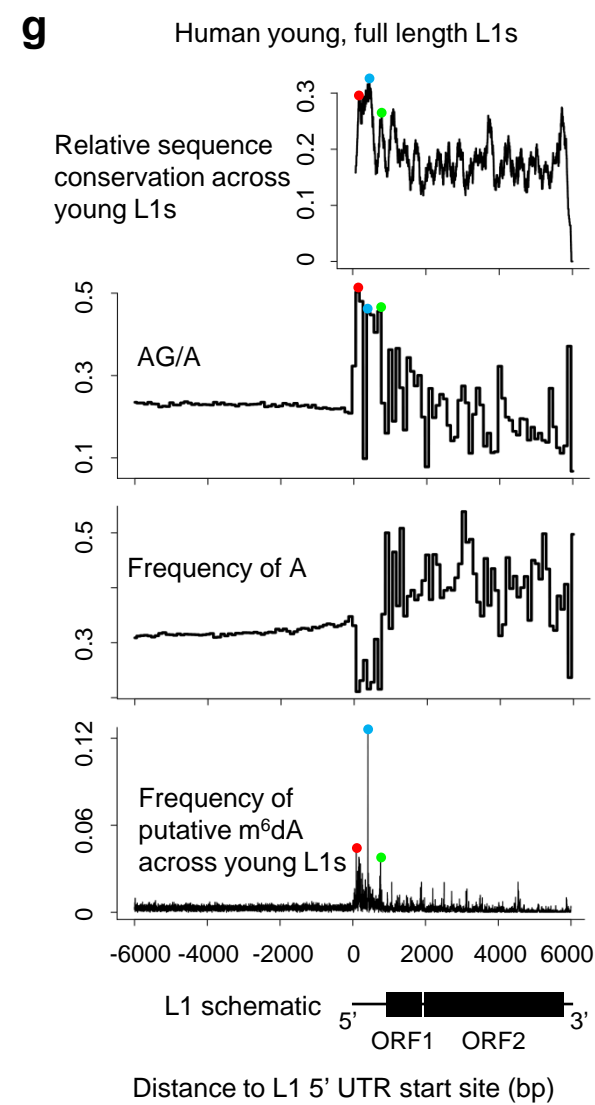 g
Human young, full length L1s
Relative sequence
conservation across
young L1s
0.3
0.2
0.1
0
AG/A
0.5
0.3
0.1
Frequency of A
0.5
0.3
Frequency of
putative m⁶dA
across young L1s
0.12
0.06
0
-6000 -4000 -2000 0 2000 4000 6000
L1 schematic
5’ 3’
ORF1 ORF2
Distance to L1 5’ UTR start site (bp)